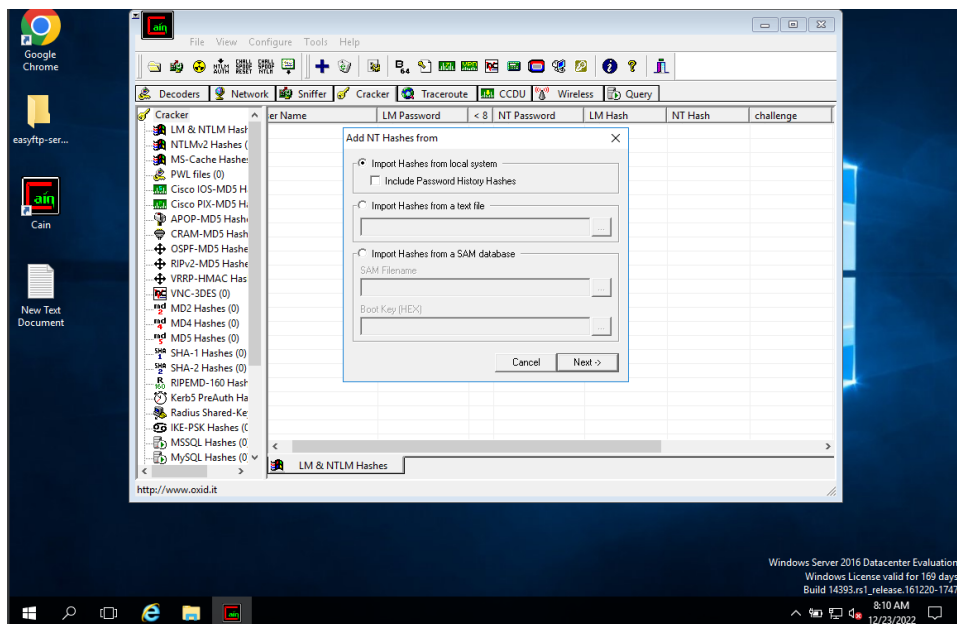 Google
Chrome
easyftp-ser...
Cain
New Text
Document
File View Configure Tools Help
Decoders Network Sniffer Cracker Traceroute CCDU Wireless Query
Cracker
LM & NTLM Hash
NTLMv2 Hashes (
MS-Cache Hashes
PWL files (0)
Cisco IOS-MD5 H
Cisco PIX-MD5 Ha
APOP-MD5 Hash
CRAM-MD5 Hash
OSPF-MD5 Hashe
RIPv2-MD5 Hashe
VRRP-HMAC Has
VNC-3DES (0)
MD2 Hashes (0)
MD4 Hashes (0)
MD5 Hashes (0)
SHA-1 Hashes (0)
SHA-2 Hashes (0)
RIPEMD-160 Hash
Kerb5 PreAuth Ha
Radius Shared-Key
IKE-PSK Hashes (0
MSSQL Hashes (0
MySQL Hashes (0
er Name LM Password < 8 NT Password LM Hash NT Hash challenge
Add NT Hashes from
Import Hashes from local system
Include Password History Hashes
Import Hashes from a text file
...
Import Hashes from a SAM database
SAM Filename
...
Boot Key (HEX)
...
Cancel Next ->
LM & NTLM Hashes
http://www.oxid.it
Windows Server 2016 Datacenter Evaluation
Windows License valid for 169 days
Build 14393.rs1_release.161220-1747
8:10 AM
12/23/2022